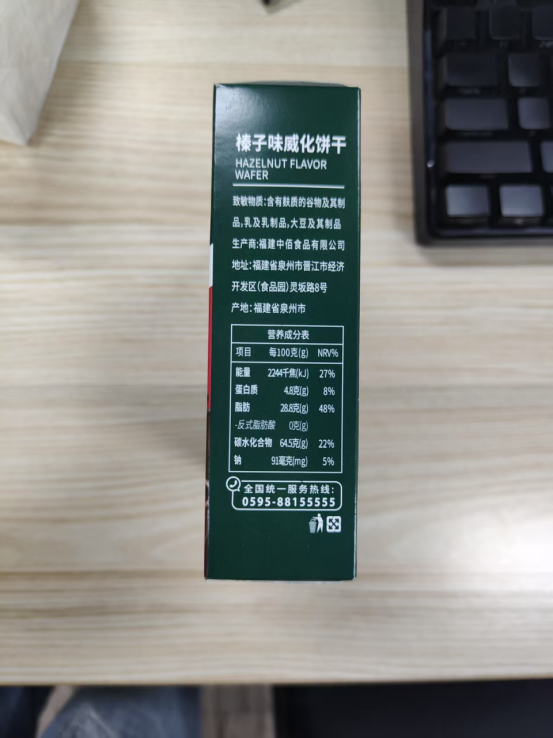 榛子味威化饼干
HAZELNUT FLAVOR
WAFER
致敏物质:含有麸质的谷物及其制
品,乳及乳制品,大豆及其制品
生产商:福建中佰食品有限公司
地址:福建省泉州市晋江市经济
开发区(食品园)灵坂路8号
产地:福建省泉州市
营养成分表
项目 每100克(g) NRV%
能量 2244千焦(kJ) 27%
蛋白质 4.8克(g) 8%
脂肪 28.8克(g) 48%
-反式脂肪酸 0克(g)
碳水化合物 64.5克(g) 22%
钠 91毫克(mg) 5%
全国统一服务热线:
0595-88155555